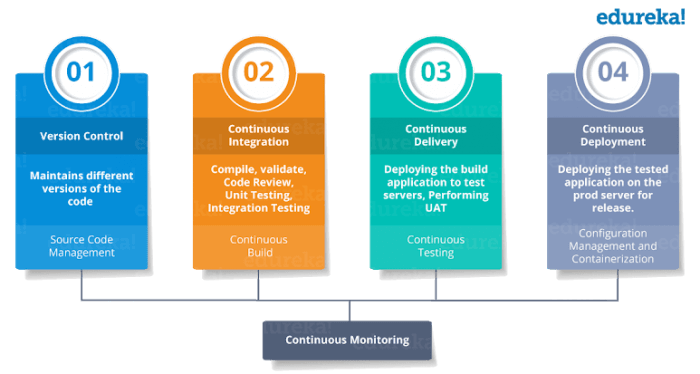 edureka!
01
Version Control
Maintains different
versions of the
code
Source Code
Management
02
Continuous
Integration
Compile, validate,
Code Review,
Unit Testing,
Integration Testing
Continuous
Build
03
Continuous
Delivery
Deploying the build
application to test
servers, Performing
UAT
Continuous
Testing
04
Continuous
Deployment
Deploying the tested
application on the
prod server for
release.
Configuration
Management and
Containerization
Continuous Monitoring